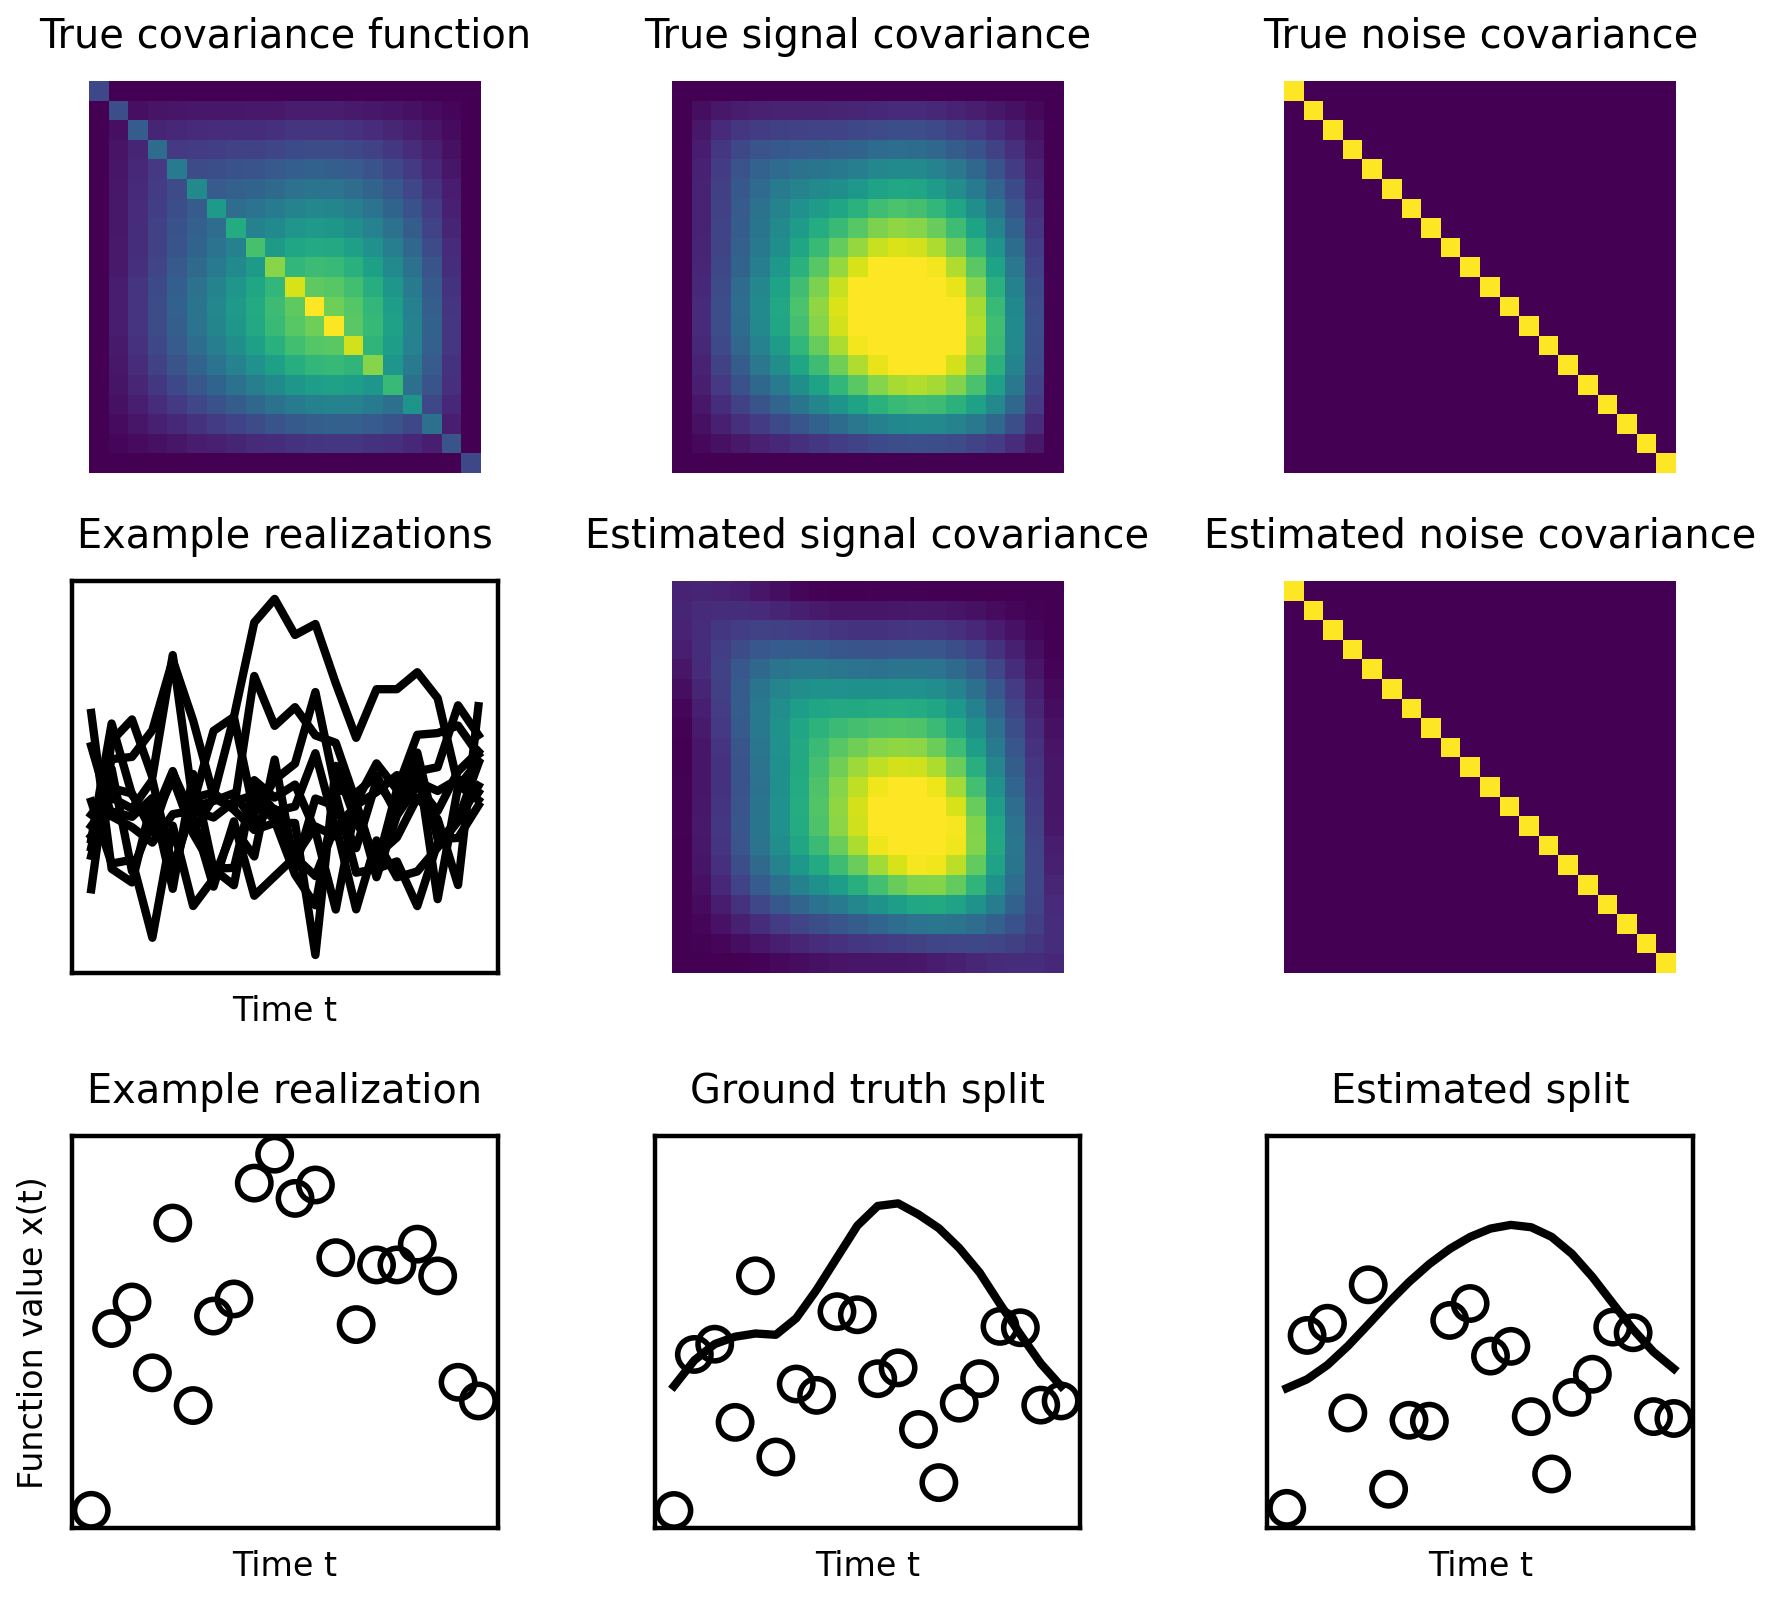 True covariance function
True signal covariance
True noise covariance
Example realizations
Estimated signal covariance
Estimated noise covariance
Time t
Example realization
Ground truth split
Estimated split
Function value x(t)
Time t
Time t
Time t